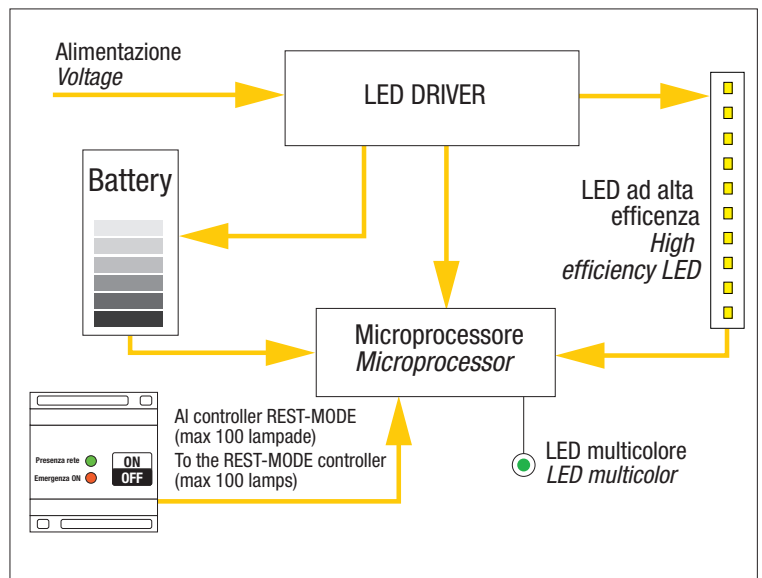 Alimentazione
Voltage
LED DRIVER
Battery
LED ad alta
efficenza
High
efficiency LED
Microprocessore
Microprocessor
Al controller REST-MODE
(max 100 lampade)
To the REST-MODE controller
(max 100 lamps)
Presenza rete
Emergenza ON
ON
OFF
LED multicolore
LED multicolor